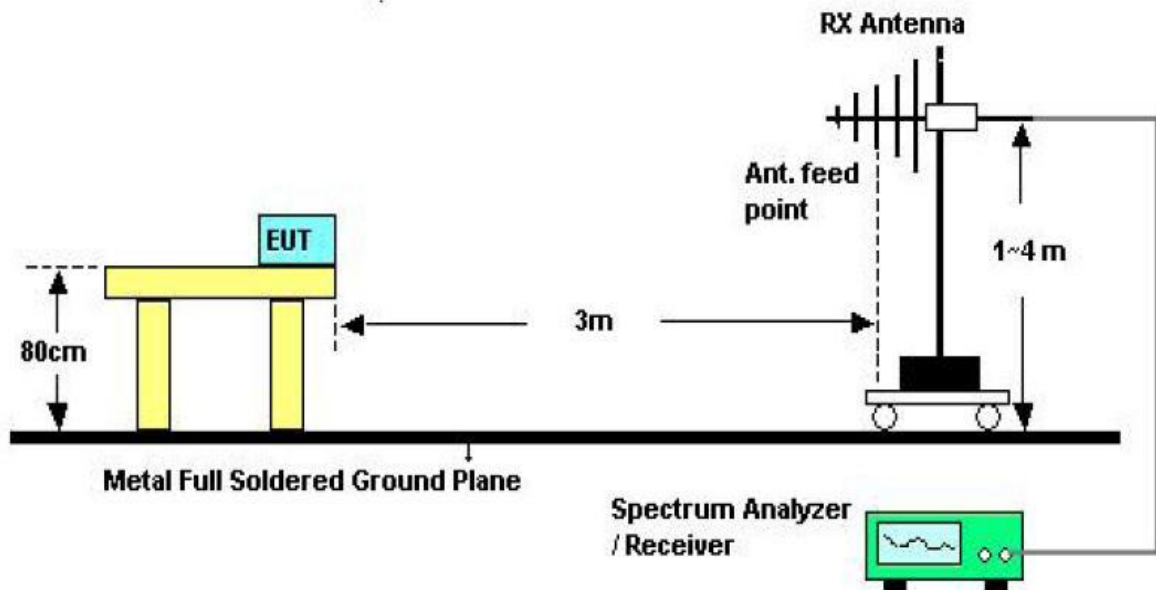 RX Antenna
Ant. feed
point
EUT
1~4 m
3m
80cm
Metal Full Soldered Ground Plane
Spectrum Analyzer
/ Receiver